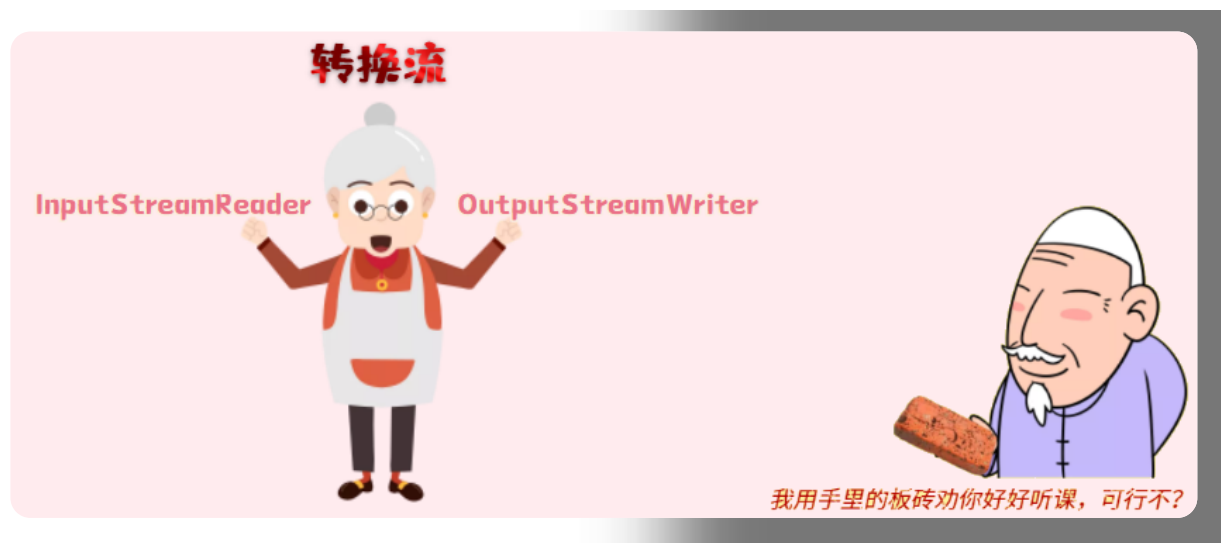 转换流
InputStreamReader
OutputStreamWriter
我用手里的板砖劝你好好听课，可行不？